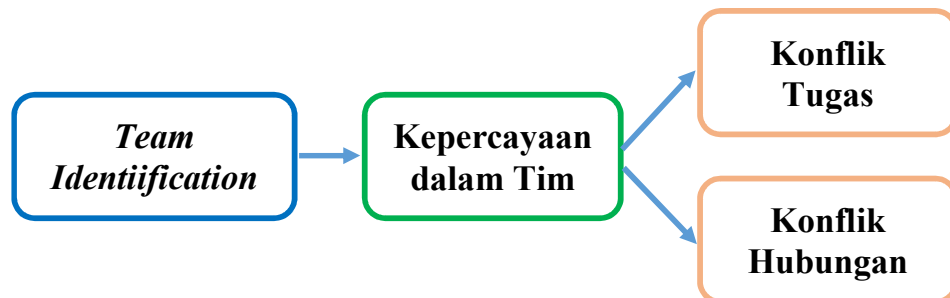 Team
Identiification
Kepercayaan
dalam Tim
Konflik
Tugas
Konflik
Hubungan